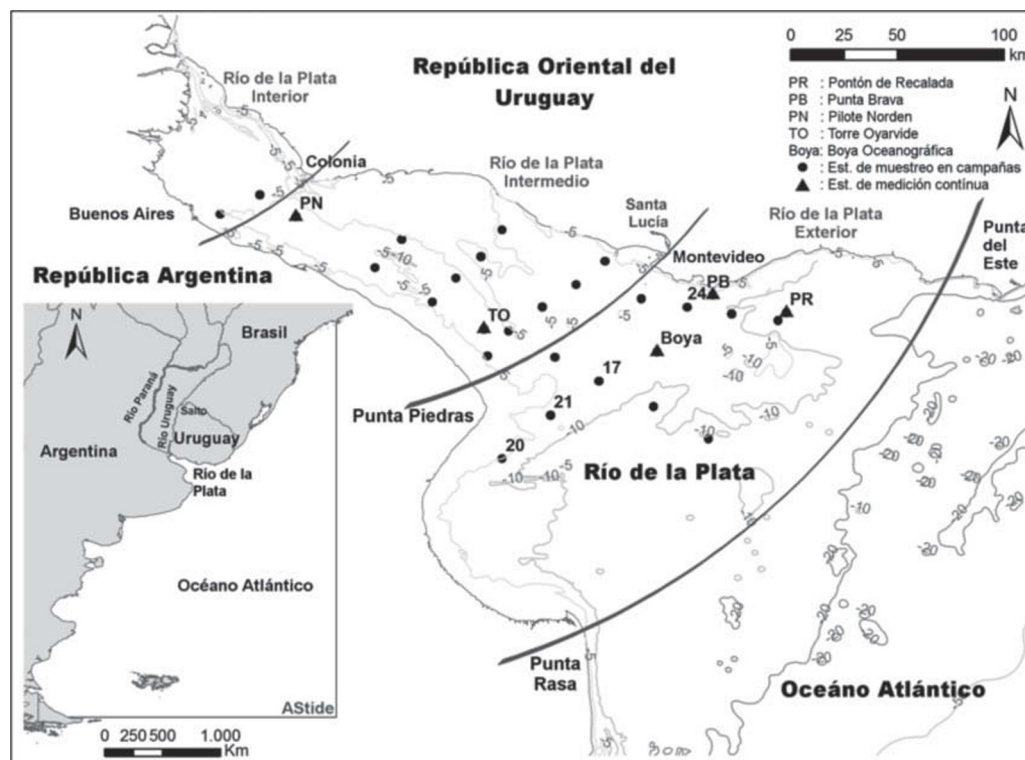 República Oriental del
Uruguay
Río de la Plata
Interior
Colonia
Río de la Plata
Intermedio
Buenos Aires
PN
República Argentina
Santa
Lucía
Montevideo
Río de la Plata
Exterior
Punta
del
Este
PB
24
PR
TO
Boya
17
21
20
Punta Piedras
Río de la Plata
Punta
Rasa
Oceáno Atlántico
0 25 50 100
km
PR : Pontón de Recalada
PB : Punta Brava
PN : Pilote Norden
TO : Torre Oyarvide
Boya: Boya Oceanográfica
: Est. de muestreo en campañas
: Est. de medición contínua
N
-5
-10
-20
N
Brasil
Río Paraná
Río Uruguay
Salto
Uruguay
Argentina
Río de la
Plata
Océano Atlántico
AStide
0 250 500 1.000
Km